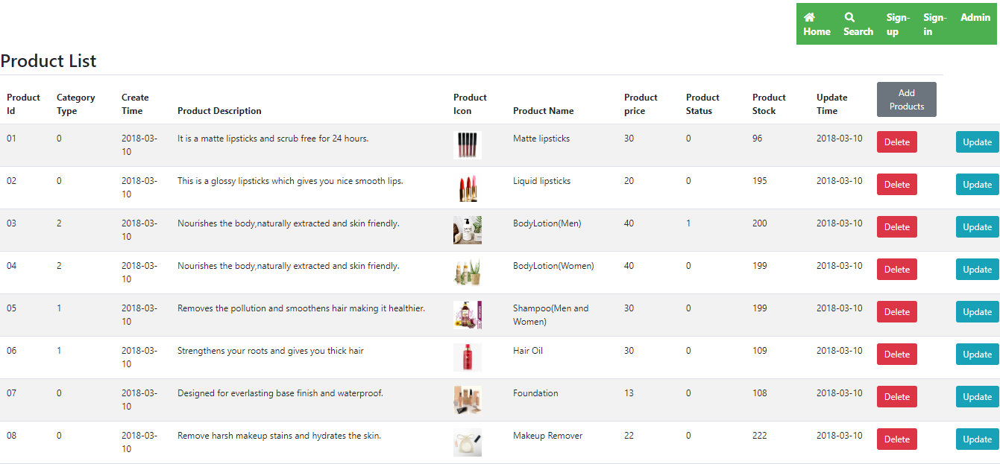 Home
Search
Sign-
up
Sign-
in
Admin
Product List
Product
Id
Category
Type
Create
Time
Product Description
Product
Icon
Product Name
Product
price
Product
Status
Product
Stock
Update
Time
Add
Products
01 0 2018-03- It is a matte lipsticks and scrub free for 24 hours. Matte lipsticks 30 0 96 2018-03-10 Delete Update
10
02 0 2018-03- This is a glossy lipsticks which gives you nice smooth lips. Liquid lipsticks 20 0 195 2018-03-10 Delete Update
10
03 2 2018-03- Nourishes the body,naturally extracted and skin friendly. BodyLotion(Men) 40 1 200 2018-03-10 Delete Update
10
04 2 2018-03- Nourishes the body,naturally extracted and skin friendly. BodyLotion(Women) 40 0 199 2018-03-10 Delete Update
10
05 1 2018-03- Removes the pollution and smoothens hair making it healthier. Shampoo(Men and 30 0 199 2018-03-10 Delete Update
10 Women)
06 1 2018-03- Strengthens your roots and gives you thick hair Hair Oil 30 0 109 2018-03-10 Delete Update
10
07 0 2018-03- Designed for everlasting base finish and waterproof. Foundation 13 0 108 2018-03-10 Delete Update
10
08 0 2018-03- Remove harsh makeup stains and hydrates the skin. Makeup Remover 22 0 222 2018-03-10 Delete Update
10